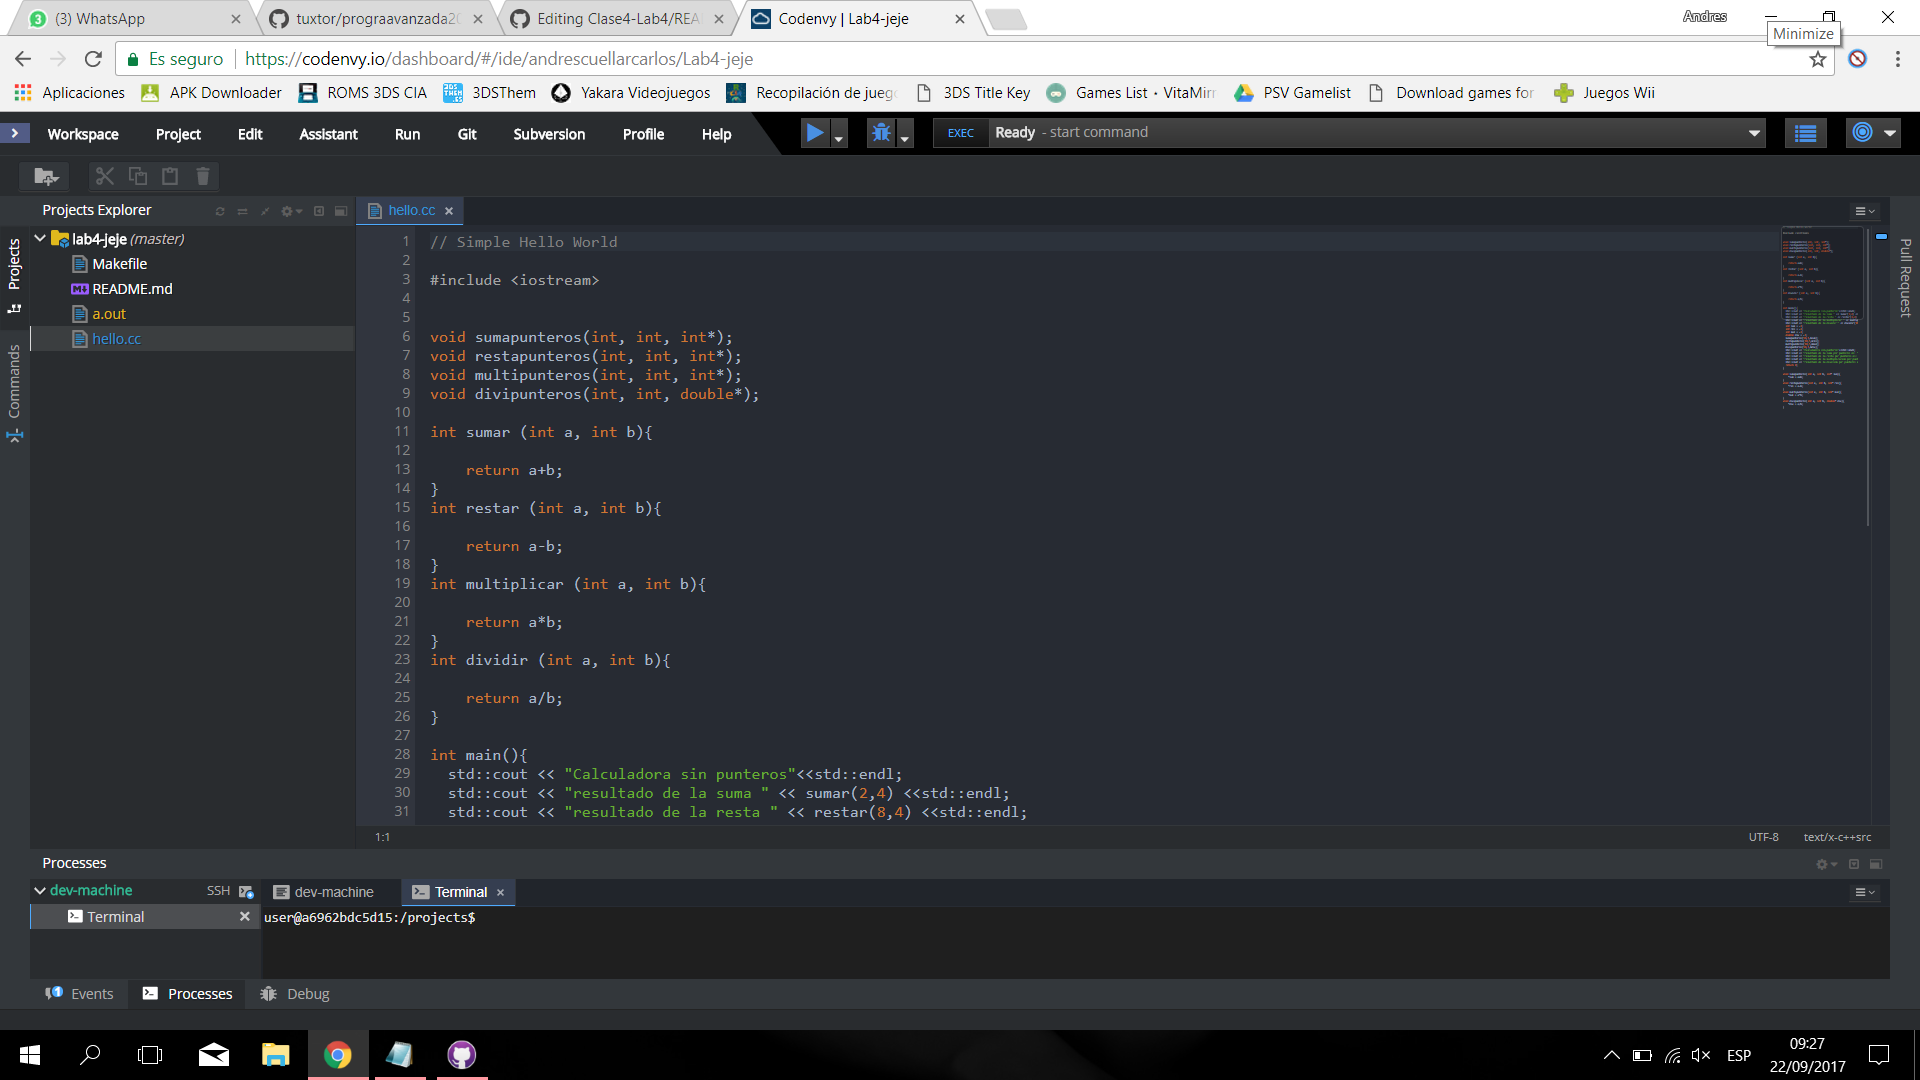 (3) WhatsApp
tuxtor/prograavanzada20
Editing Clase4-Lab4/REA
Codenvy | Lab4-jeje
Andres
Minimize
Es seguro
https://codenvy.io/dashboard/#/ide/andrescuellarcarlos/Lab4-jeje
Aplicaciones
APK Downloader
ROMS 3DS CIA
3DSThem
Yakara Videojuegos
Recopilación de jueg
3DS Title Key
Games List • VitaMir
PSV Gamelist
Download games for
Juegos Wii
Workspace Project Edit Assistant Run Git Subversion Profile Help
EXEC Ready - start command
Projects Explorer
hello.cc
Projects
Commands
Pull Request
lab4-jeje (master)
Makefile
README.md
a.out
hello.cc
1 // Simple Hello World
2
3 #include <iostream>
4
5
6 void sumapunteros(int, int, int*);
7 void restapunteros(int, int, int*);
8 void multipunteros(int, int, int*);
9 void divipunteros(int, int, double*);
10
11 int sumar (int a, int b){
12
13 return a+b;
14 }
15 int restar (int a, int b){
16
17 return a-b;
18 }
19 int multiplicar (int a, int b){
20
21 return a*b;
22 }
23 int dividir (int a, int b){
24
25 return a/b;
26 }
27
28 int main(){
29 std::cout << "Calculadora sin punteros"<<std::endl;
30 std::cout << "resultado de la suma " << sumar(2,4) <<std::endl;
31 std::cout << "resultado de la resta " << restar(8,4) <<std::endl;
1:1
UTF-8 text/x-c++src
Processes
dev-machine SSH
dev-machine
Terminal
Terminal
user@a6962bdc5d15:/projects$
1 Events
Processes
Debug
ESP
09:27
22/09/2017